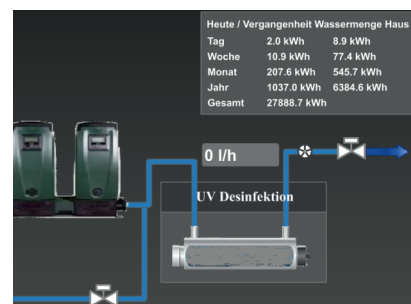 Heute / Vergangenheit Wassermenge Haus
Tag 2.0 kWh 8.9 kWh
Woche 10.9 kWh 77.4 kWh
Monat 207.6 kWh 545.7 kWh
Jahr 1037.0 kWh 6384.6 kWh
Gesamt 27888.7 kWh
0 l/h
UV Desinfektion